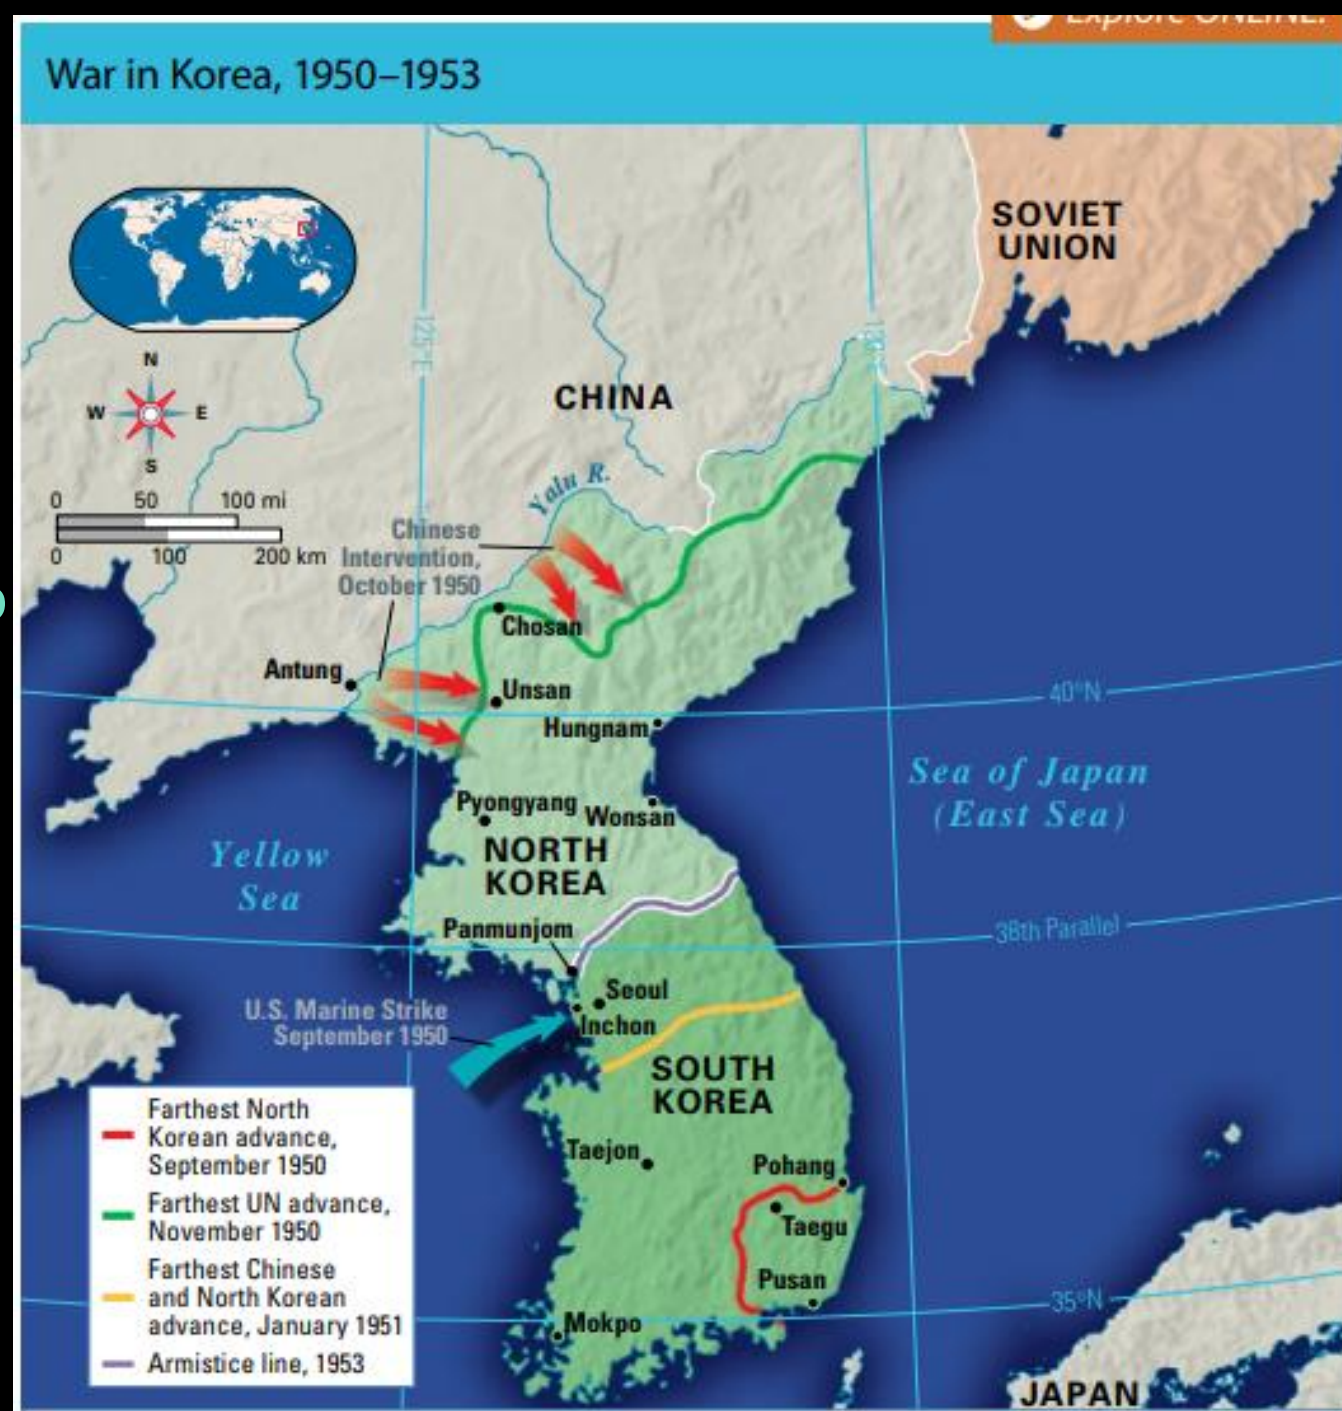 Explore ONLINE!
War in Korea, 1950–1953
SOVIET
UNION
125°E
CHINA
N
W
E
S
Yalu R.
0 50 100 mi
0 100 200 km
Chinese
Intervention,
October 1950
Chosan
Antung
Unsan
40°N
Hungnam
Sea of Japan
(East Sea)
Pyongyang
Wonsan
NORTH
KOREA
Yellow
Sea
Panmunjom
38th Parallel
Seoul
U.S. Marine Strike
September 1950
Inchon
SOUTH
KOREA
Taejon
Pohang
Taegu
Pusan
35°N
Mokpo
JAPAN
Farthest North
Korean advance,
September 1950
Farthest UN advance,
November 1950
Farthest Chinese
and North Korean
advance, January 1951
Armistice line, 1953